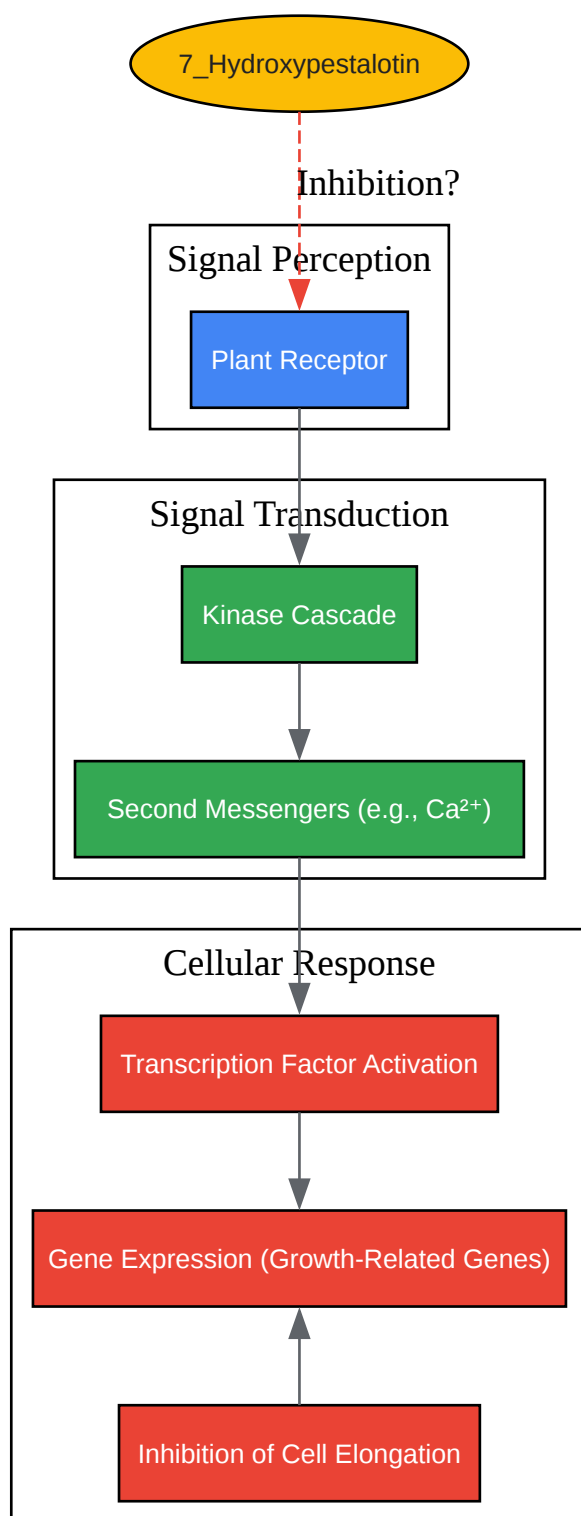 7_Hydroxypestalotin
Inhibition?
Signal Perception
Plant Receptor
Signal Transduction
Kinase Cascade
Second Messengers (e.g., Ca²⁺)
Cellular Response
Transcription Factor Activation
Gene Expression (Growth-Related Genes)
Inhibition of Cell Elongation